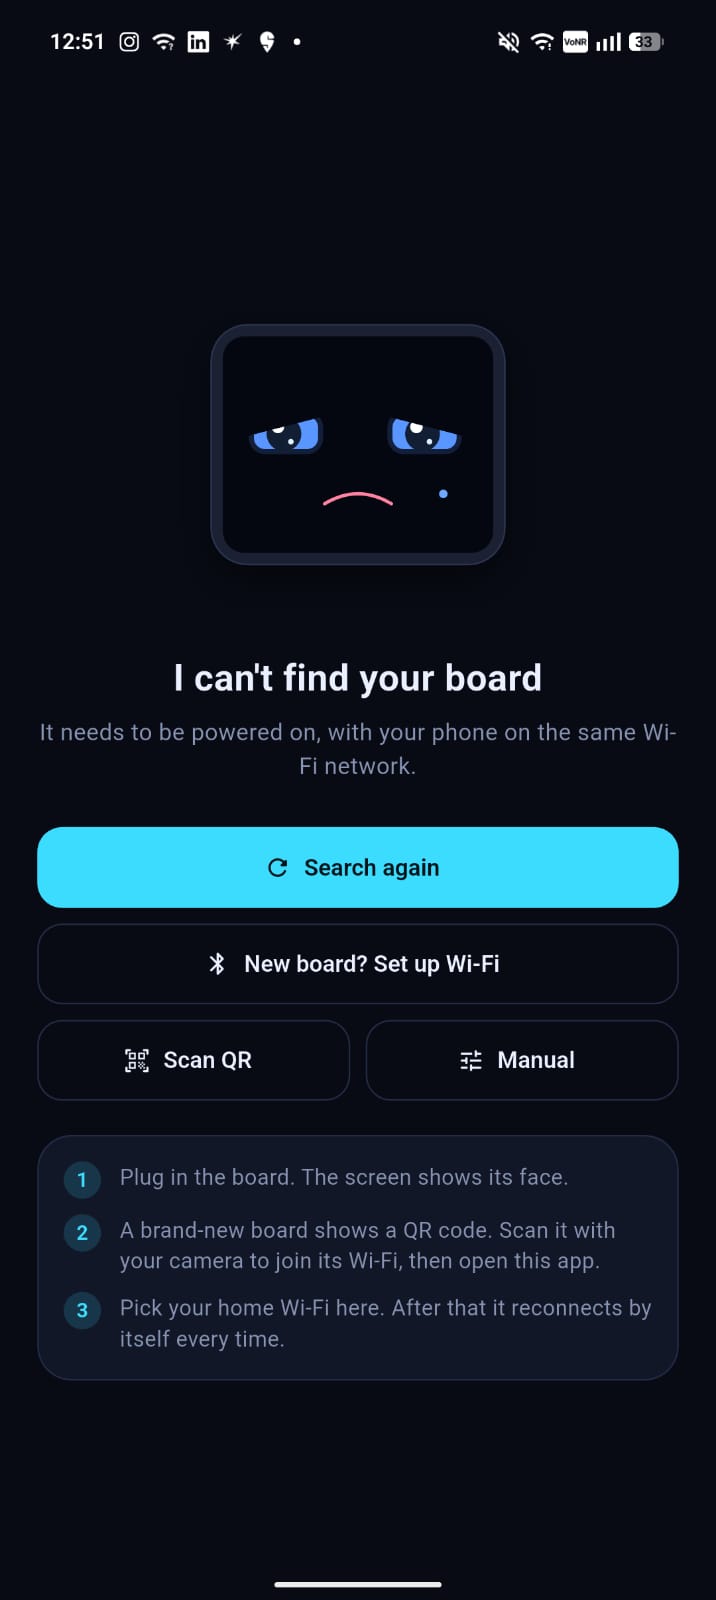 12:51
in
VoNR
33
I can't find your board
It needs to be powered on, with your phone on the same Wi-
Fi network.
Search again
New board? Set up Wi-Fi
Scan QR
Manual
1 Plug in the board. The screen shows its face.
2 A brand-new board shows a QR code. Scan it with
your camera to join its Wi-Fi, then open this app.
3 Pick your home Wi-Fi here. After that it reconnects by
itself every time.